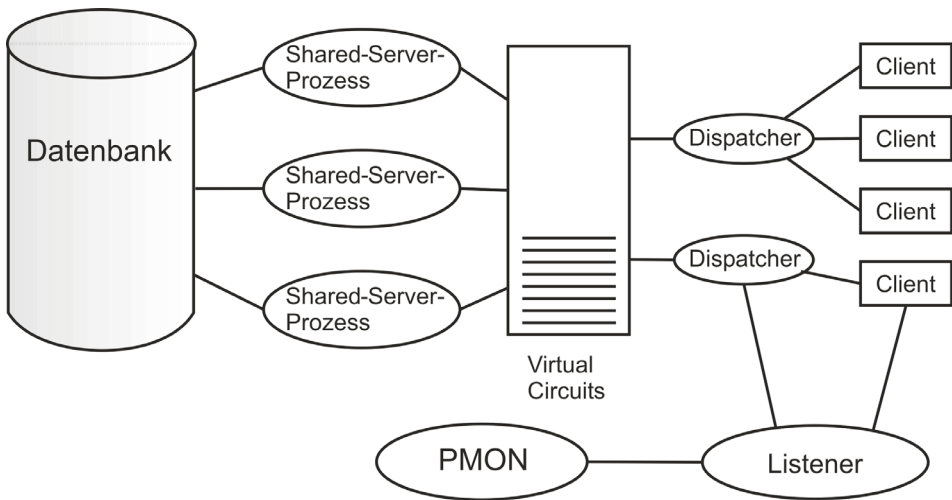 Datenbank
Shared-Server-
Prozess
Shared-Server-
Prozess
Shared-Server-
Prozess
Virtual
Circuits
Dispatcher
Dispatcher
Client
Client
Client
Client
PMON
Listener